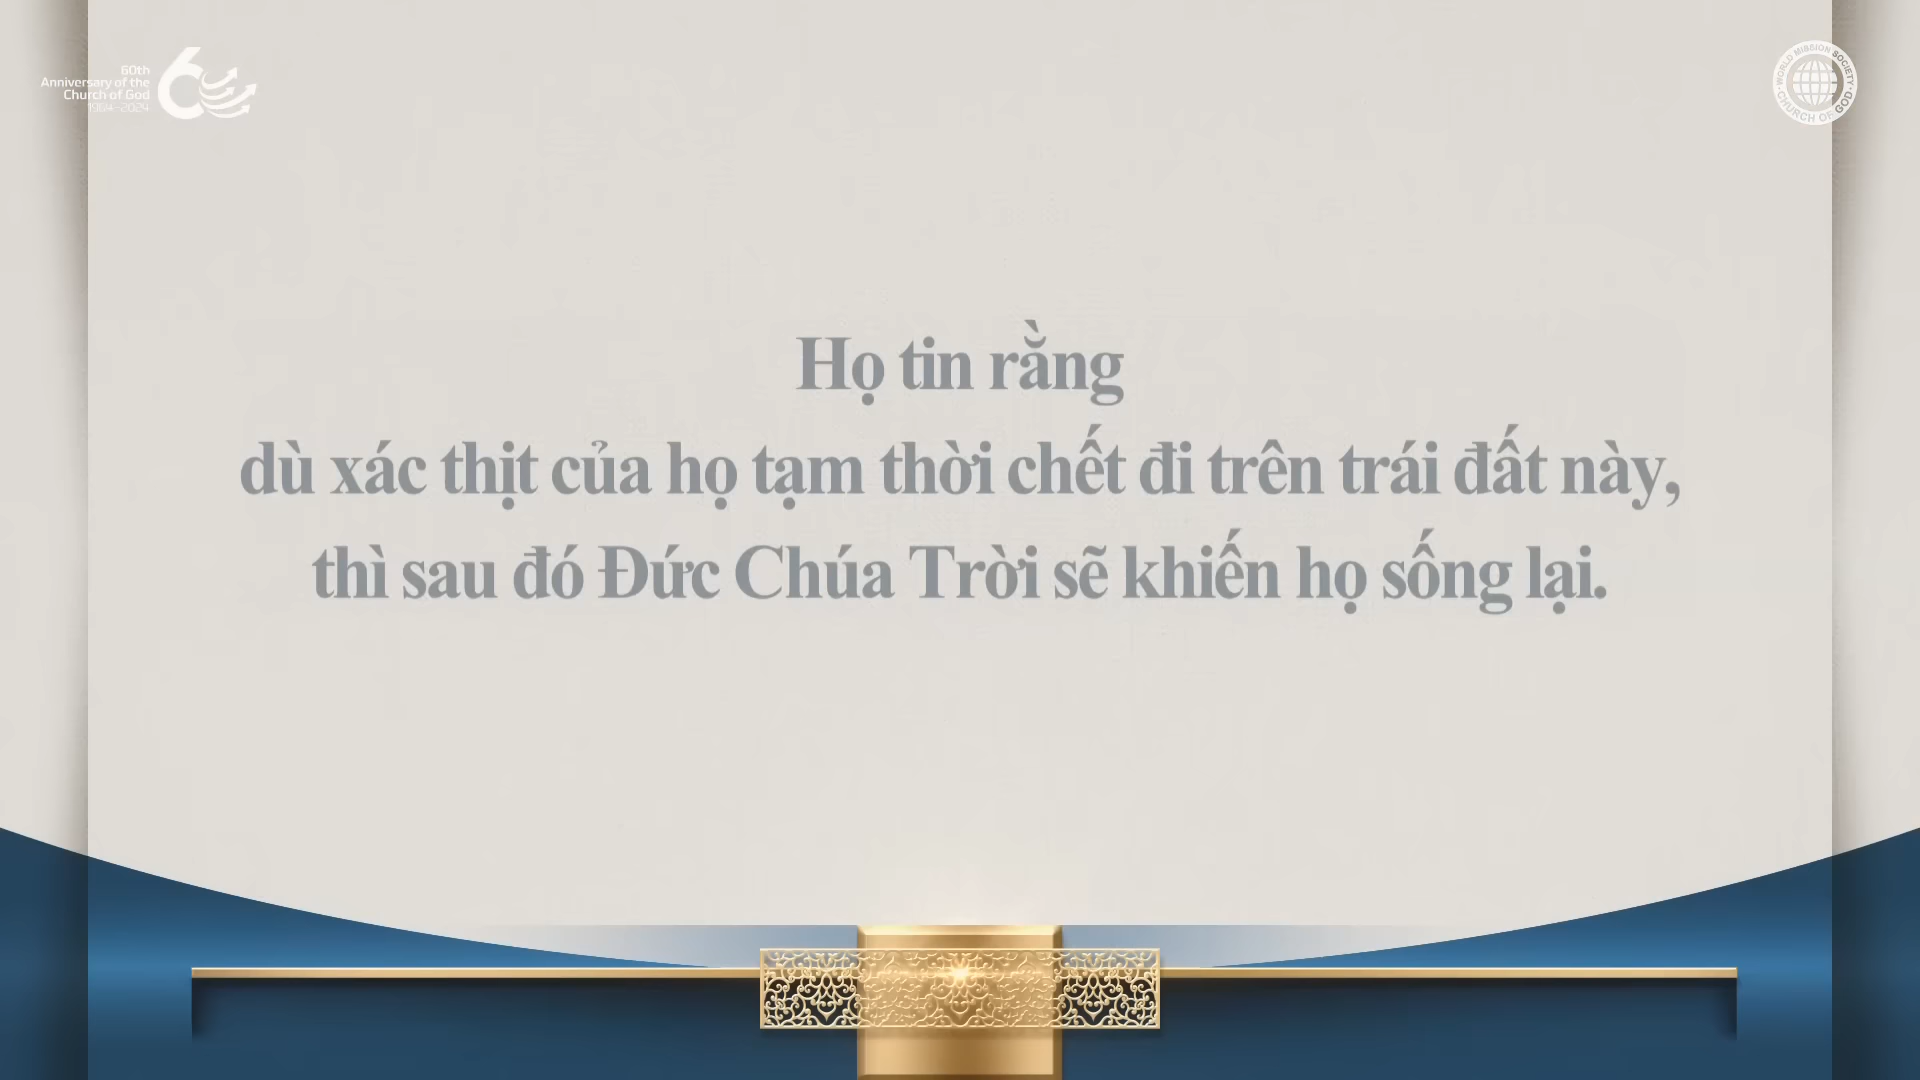 60th
Anniversary of the
Church of God
1964-2024
WORLD MISSION SOCIETY
CHURCH OF GOD
Họ tin rằng
dù xác thịt của họ tạm thời chết đi trên trái đất này,
thì sau đó Đức Chúa Trời sẽ khiến họ sống lại.